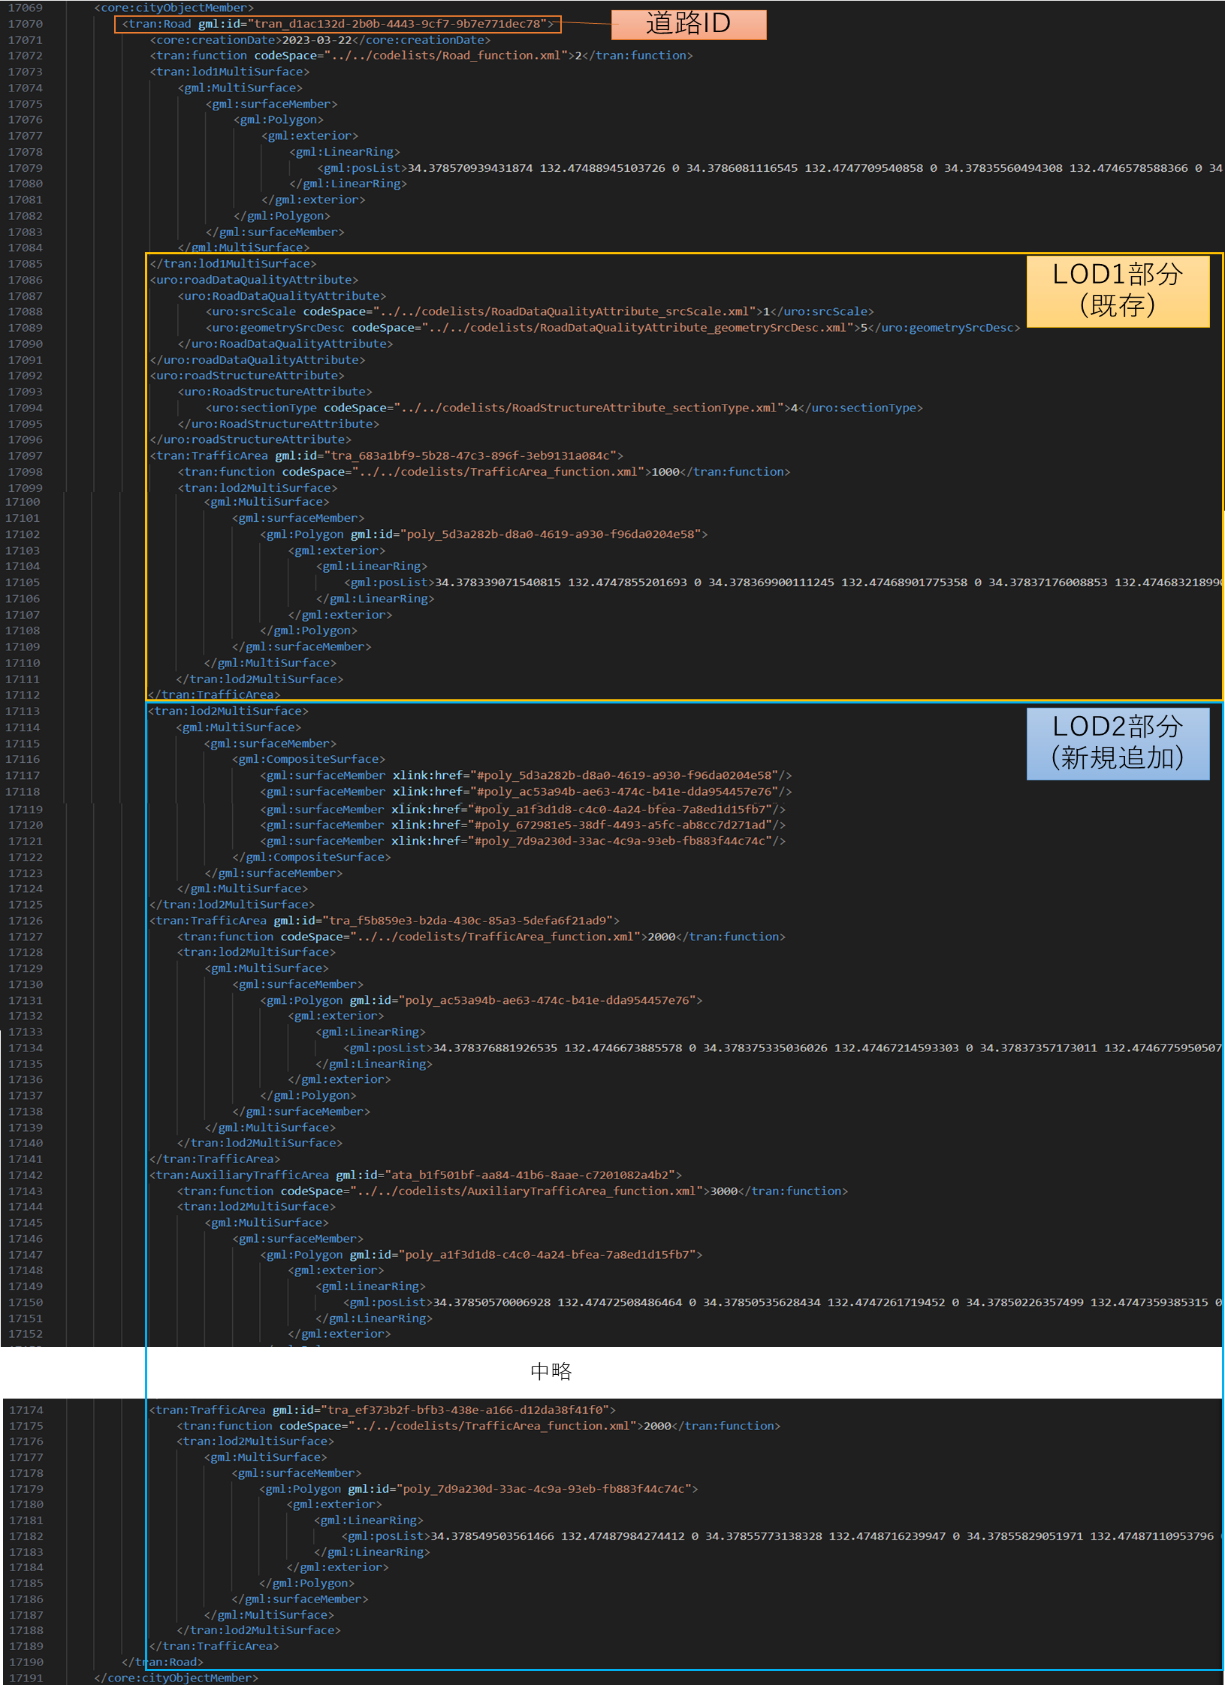 17069 <core:cityObjectMember>
17070 <tran:Road gml:id="tran_d1ac132d-2b0b-4443-9cf7-9b7e771dec78"> 道路ID
17071 <core:creationDate>2023-03-22</core:creationDate>
17072 <tran:function codeSpace="../../codelists/Road_function.xml">2</tran:function>
17073 <tran:lod1MultiSurface>
17074 <gml:MultiSurface>
17075 <gml:surfaceMember>
17076 <gml:Polygon>
17077 <gml:exterior>
17078 <gml:LinearRing>
17079 <gml:posList>34.378570939431874 132.47488945103726 0 34.3786081116545 132.4747709540858 0 34.37835560494308 132.4746578588366 0 34
17080 </gml:LinearRing>
17081 </gml:exterior>
17082 </gml:Polygon>
17083 </gml:surfaceMember>
17084 </gml:MultiSurface>
17085 </tran:lod1MultiSurface>
LOD1部分
（既存）
17086 <uro:roadDataQualityAttribute>
17087 <uro:RoadDataQualityAttribute>
17088 <uro:srcScale codeSpace="../../codelists/RoadDataQualityAttribute_srcScale.xml">1</uro:srcScale>
17089 <uro:geometrySrcDesc codeSpace="../../codelists/RoadDataQualityAttribute_geometrySrcDesc.xml">5</uro:geometrySrcDesc>
17090 </uro:RoadDataQualityAttribute>
17091 </uro:roadDataQualityAttribute>
17092 <uro:roadStructureAttribute>
17093 <uro:RoadStructureAttribute>
17094 <uro:sectionType codeSpace="../../codelists/RoadStructureAttribute_sectionType.xml">4</uro:sectionType>
17095 </uro:RoadStructureAttribute>
17096 </uro:roadStructureAttribute>
17097 <tran:TrafficArea gml:id="tra_683a1bf9-5b28-47c3-896f-3eb9131a084c">
17098 <tran:function codeSpace="../../codelists/TrafficArea_function.xml">1000</tran:function>
17099 <tran:lod2MultiSurface>
17100 <gml:MultiSurface>
17101 <gml:surfaceMember>
17102 <gml:Polygon gml:id="poly_5d3a282b-d8a0-4619-a930-f96da0204e58">
17103 <gml:exterior>
17104 <gml:LinearRing>
17105 <gml:posList>34.378339071540815 132.4747855201693 0 34.378369900111245 132.47468901775358 0 34.37837176008853 132.474683218990
17106 </gml:LinearRing>
17107 </gml:exterior>
17108 </gml:Polygon>
17109 </gml:surfaceMember>
17110 </gml:MultiSurface>
17111 </tran:lod2MultiSurface>
17112 </tran:TrafficArea>
17113 <tran:lod2MultiSurface>
LOD2部分
（新規追加）
17114 <gml:MultiSurface>
17115 <gml:surfaceMember>
17116 <gml:CompositeSurface>
17117 <gml:surfaceMember xlink:href="#poly_5d3a282b-d8a0-4619-a930-f96da0204e58"/>
17118 <gml:surfaceMember xlink:href="#poly_ac53a94b-ae63-474c-b41e-dda954457e76"/>
17119 <gml:surfaceMember xlink:href="#poly_a1f3d1d8-c4c0-4a24-bfea-7a8ed1d15fb7"/>
17120 <gml:surfaceMember xlink:href="#poly_672981e5-38df-4493-a5fc-ab8cc7d271ad"/>
17121 <gml:surfaceMember xlink:href="#poly_7d9a230d-33ac-4c9a-93eb-fb883f44c74c"/>
17122 </gml:CompositeSurface>
17123 </gml:surfaceMember>
17124 </gml:MultiSurface>
17125 </tran:lod2MultiSurface>
17126 <tran:TrafficArea gml:id="tra_f5b859e3-b2da-430c-85a3-5defa6f21ad9">
17127 <tran:function codeSpace="../../codelists/TrafficArea_function.xml">2000</tran:function>
17128 <tran:lod2MultiSurface>
17129 <gml:MultiSurface>
17130 <gml:surfaceMember>
17131 <gml:Polygon gml:id="poly_ac53a94b-ae63-474c-b41e-dda954457e76">
17132 <gml:exterior>
17133 <gml:LinearRing>
17134 <gml:posList>34.378376881926535 132.4746673885578 0 34.378375335036026 132.47467214593303 0 34.37837357173011 132.4746775950507
17135 </gml:LinearRing>
17136 </gml:exterior>
17137 </gml:Polygon>
17138 </gml:surfaceMember>
17139 </gml:MultiSurface>
17140 </tran:lod2MultiSurface>
17141 </tran:TrafficArea>
17142 <tran:AuxiliaryTrafficArea gml:id="ata_b1f501bf-aa84-41b6-8aae-c7201082a4b2">
17143 <tran:function codeSpace="../../codelists/AuxiliaryTrafficArea_function.xml">3000</tran:function>
17144 <tran:lod2MultiSurface>
17145 <gml:MultiSurface>
17146 <gml:surfaceMember>
17147 <gml:Polygon gml:id="poly_a1f3d1d8-c4c0-4a24-bfea-7a8ed1d15fb7">
17148 <gml:exterior>
17149 <gml:LinearRing>
17150 <gml:posList>34.37850570006928 132.47472508486464 0 34.37850535628434 132.4747261719452 0 34.37850226357499 132.4747359385315 0
17151 </gml:LinearRing>
17152 </gml:exterior>
中略
17174 <tran:TrafficArea gml:id="tra_ef373b2f-bfb3-438e-a166-d12da38f41f0">
17175 <tran:function codeSpace="../../codelists/TrafficArea_function.xml">2000</tran:function>
17176 <tran:lod2MultiSurface>
17177 <gml:MultiSurface>
17178 <gml:surfaceMember>
17179 <gml:Polygon gml:id="poly_7d9a230d-33ac-4c9a-93eb-fb883f44c74c">
17180 <gml:exterior>
17181 <gml:LinearRing>
17182 <gml:posList>34.378549503561466 132.47487984274412 0 34.37855773138328 132.4748716239947 0 34.37855829051971 132.47487110953796
17183 </gml:LinearRing>
17184 </gml:exterior>
17185 </gml:Polygon>
17186 </gml:surfaceMember>
17187 </gml:MultiSurface>
17188 </tran:lod2MultiSurface>
17189 </tran:TrafficArea>
17190 </tran:Road>
17191 </core:cityObjectMember>